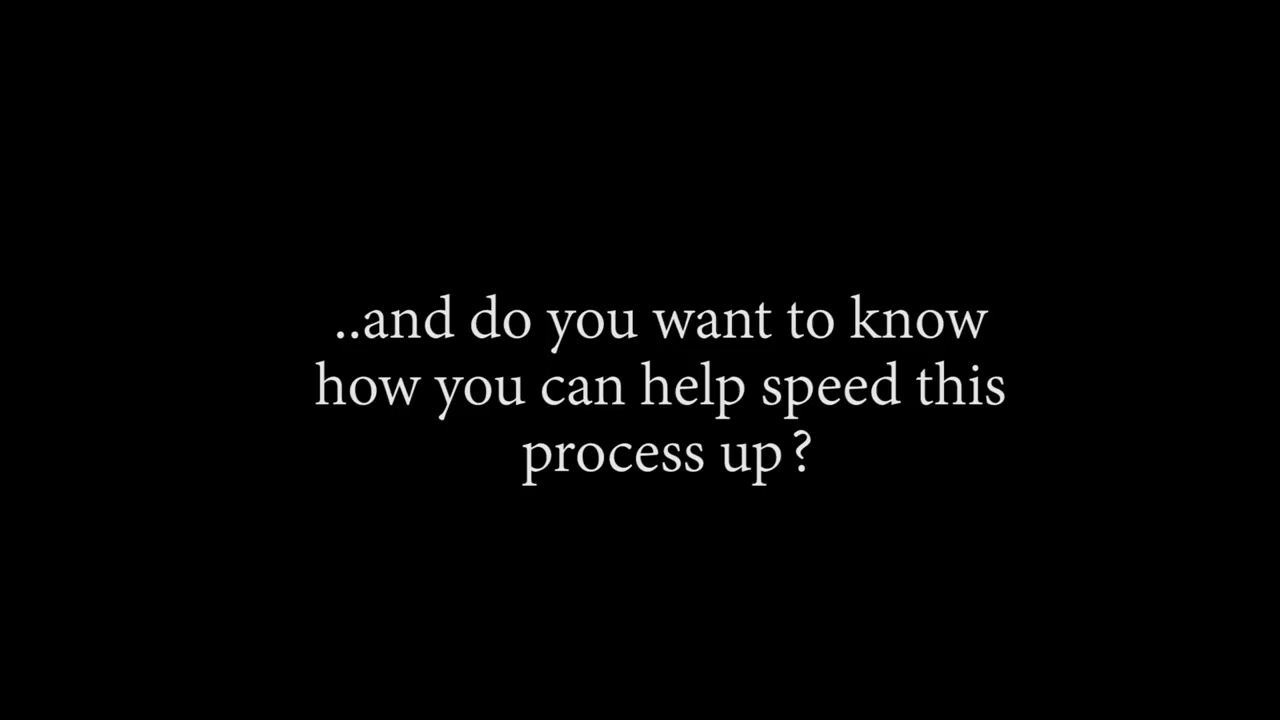 ..and do you want to know
how you can help speed this
process up?